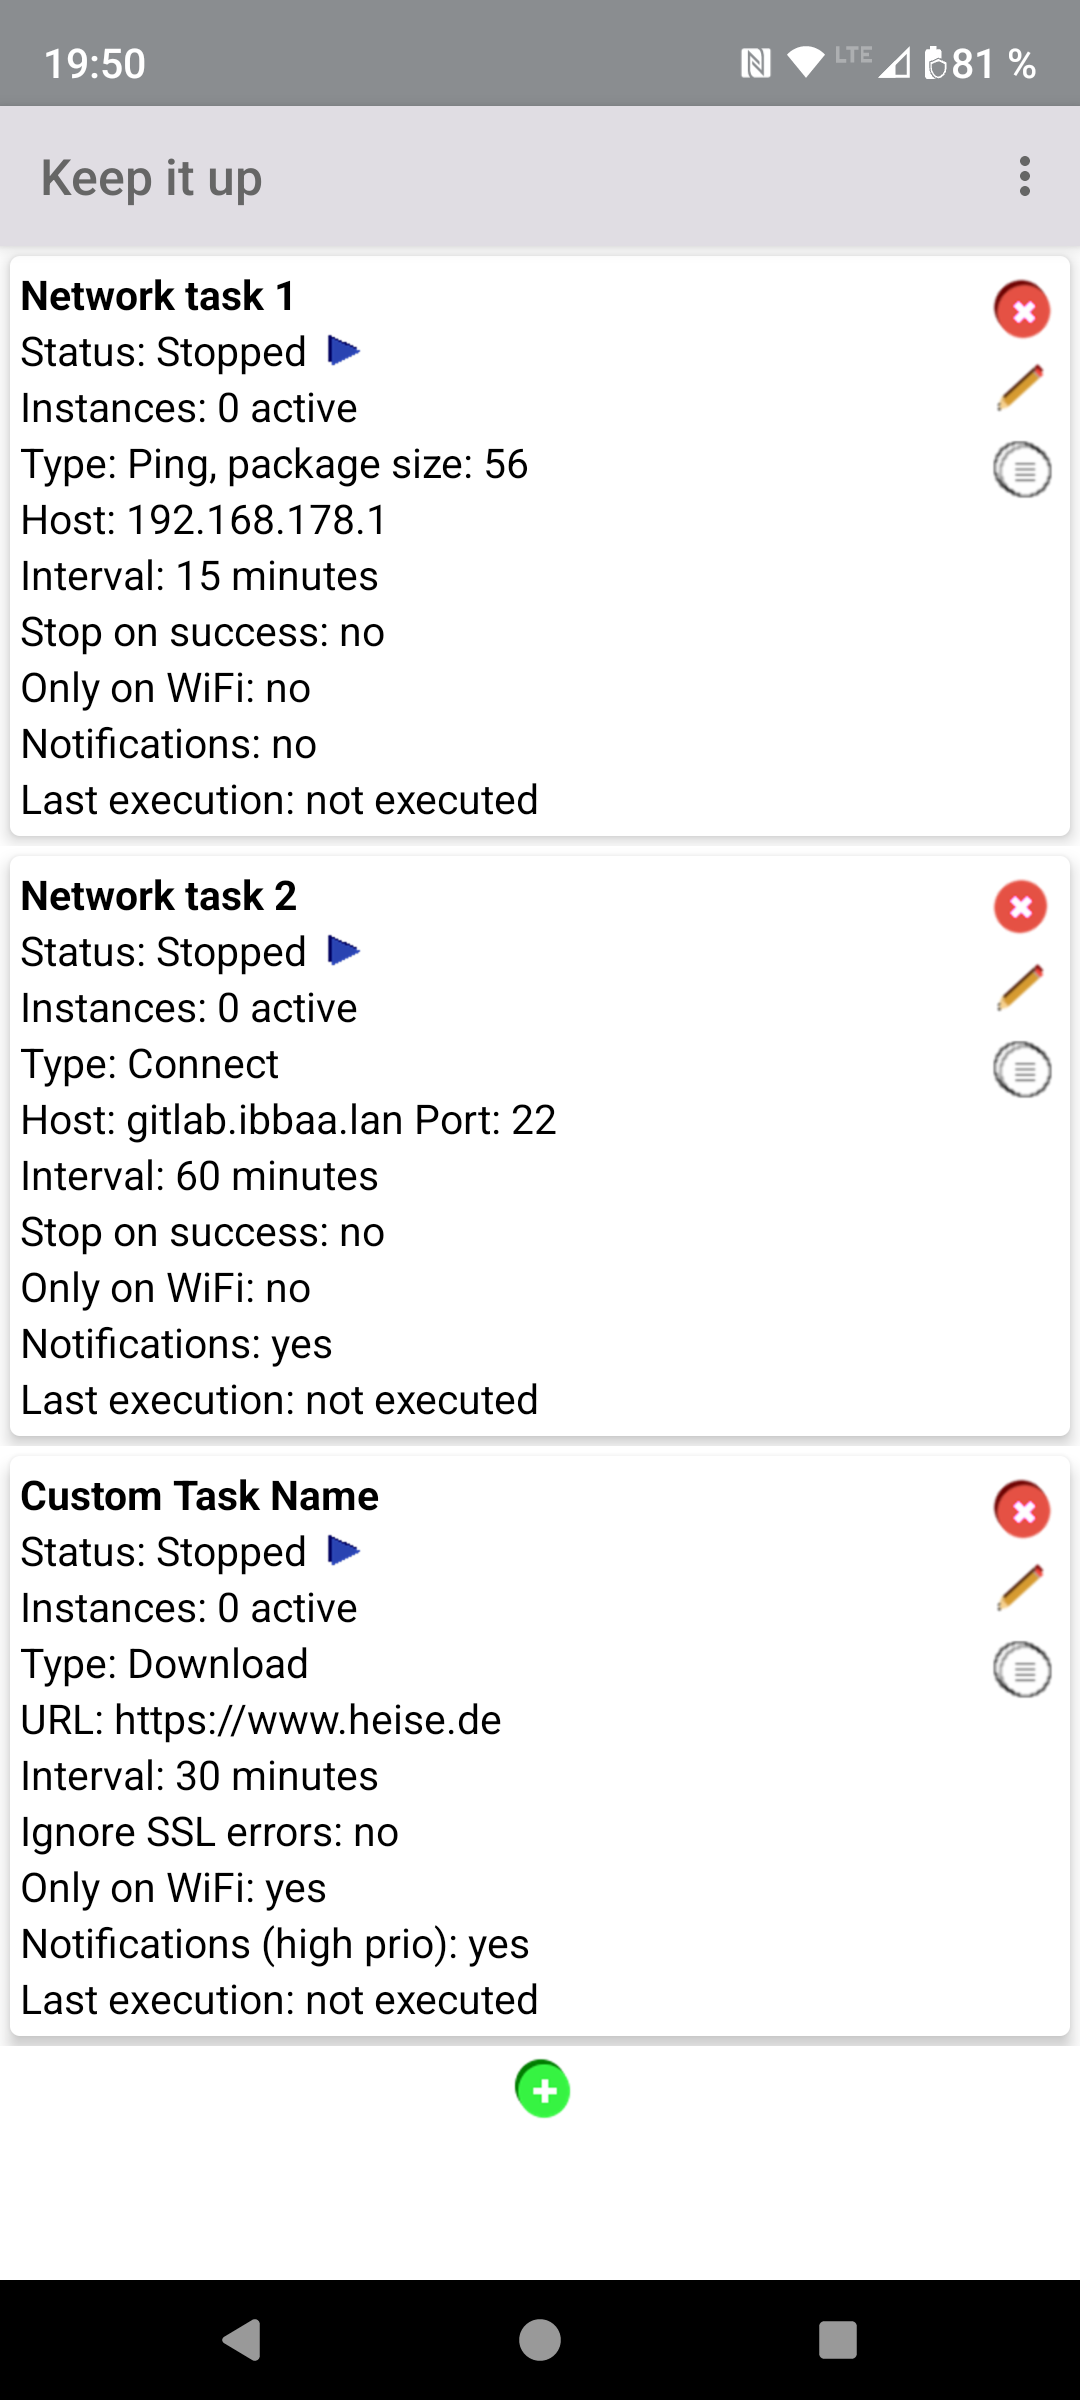 19:50
LTE
81 %
Keep it up
Network task 1
Status: Stopped
Instances: 0 active
Type: Ping, package size: 56
Host: 192.168.178.1
Interval: 15 minutes
Stop on success: no
Only on WiFi: no
Notifications: no
Last execution: not executed
Network task 2
Status: Stopped
Instances: 0 active
Type: Connect
Host: gitlab.ibbaa.lan Port: 22
Interval: 60 minutes
Stop on success: no
Only on WiFi: no
Notifications: yes
Last execution: not executed
Custom Task Name
Status: Stopped
Instances: 0 active
Type: Download
URL: https://www.heise.de
Interval: 30 minutes
Ignore SSL errors: no
Only on WiFi: yes
Notifications (high prio): yes
Last execution: not executed